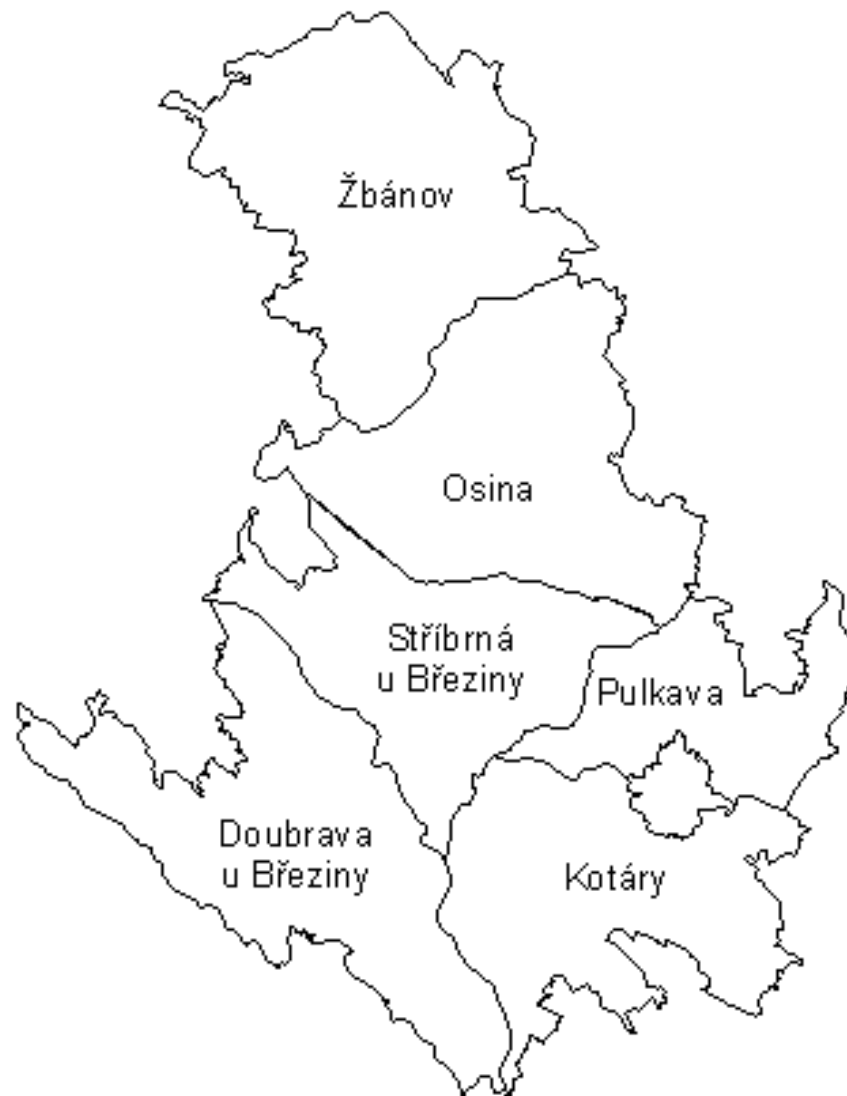 Žbánov
Osina
Stříbrná
u Březiny
Pulkava
Doubrava
u Březiny
Kotáry